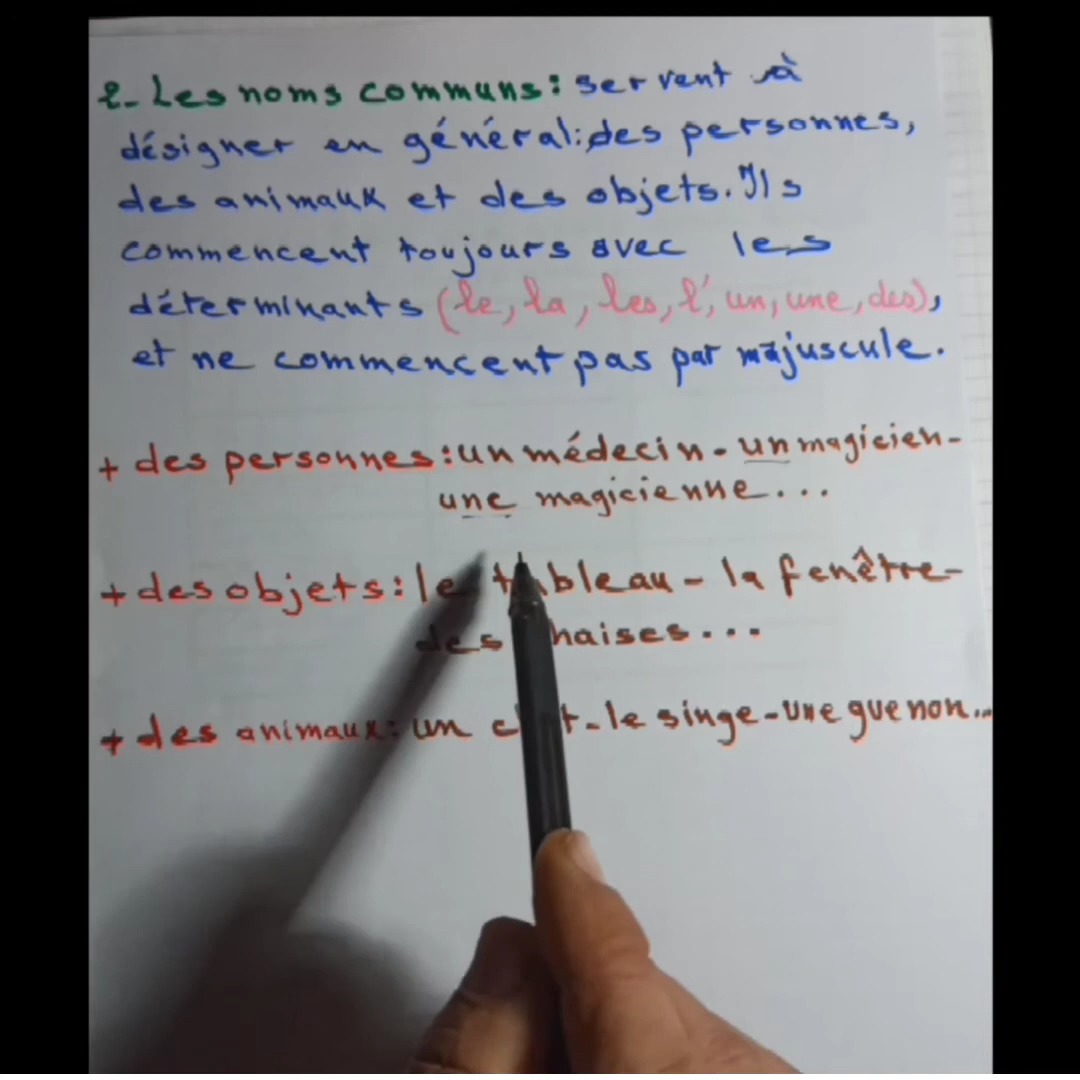 2- Les noms communs: servent à
désigner en général: des personnes,
des animaux et des objets. Ils
commencent toujours avec les
déterminants (le, la, les, l', un, une, des),
et ne commencent pas par majuscule.
+ des personnes: un médecin - un magicien -
une magicienne...
+ des objets: le tableau - la fenêtre -
des chaises...
+ des animaux: un - le singe - une guenon...